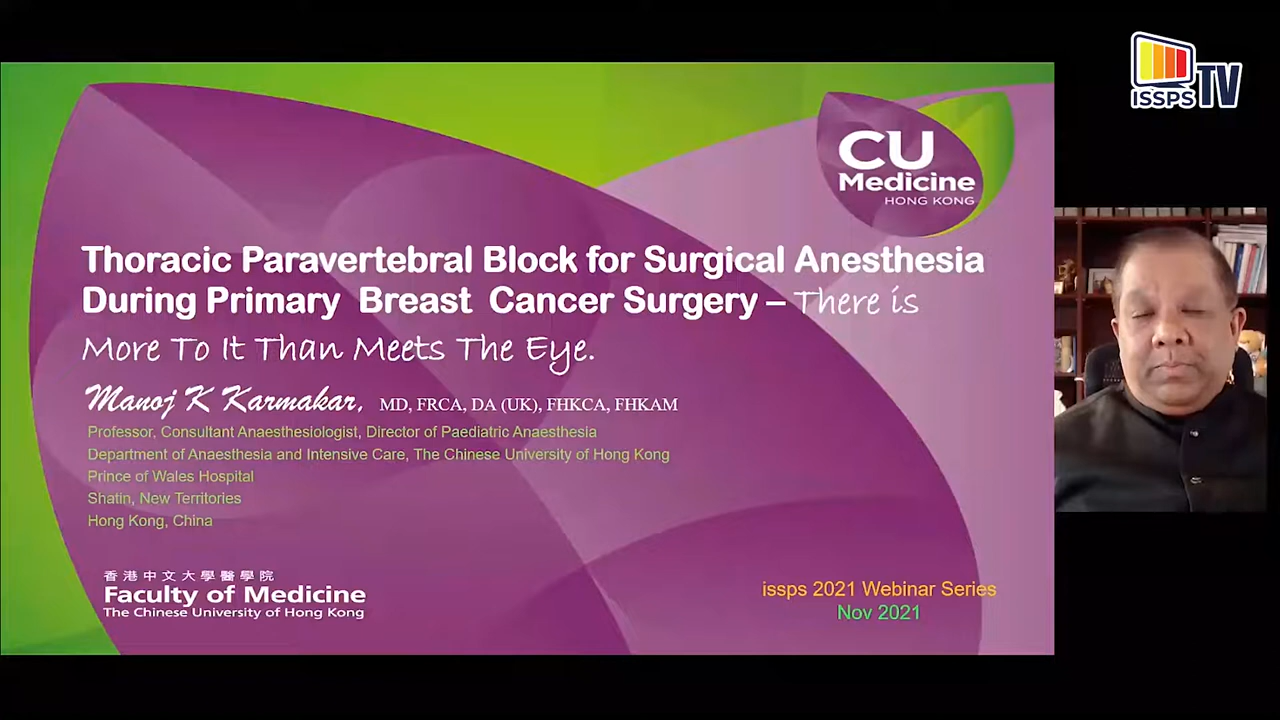 ISSPS TV
CU
Medicine
HONG KONG
Thoracic Paravertebral Block for Surgical Anesthesia
During Primary Breast Cancer Surgery – There is
More To It Than Meets The Eye.
Manoj K Karmakar, MD, FRCA, DA (UK), FHKCA, FHKAM
Professor, Consultant Anaesthesiologist, Director of Paediatric Anaesthesia
Department of Anaesthesia and Intensive Care, The Chinese University of Hong Kong
Prince of Wales Hospital
Shatin, New Territories
Hong Kong, China
香港中文大學醫學院
Faculty of Medicine
The Chinese University of Hong Kong
issps 2021 Webinar Series
Nov 2021